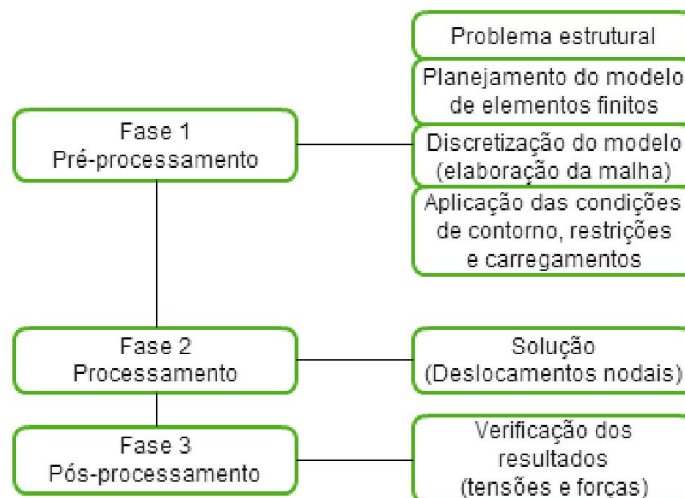 Problema estrutural
Planejamento do modelo
de elementos finitos
Fase 1
Pré-processamento
Discretização do modelo
(elaboração da malha)
Aplicação das condições
de contorno, restrições
e carregamentos
Fase 2
Processamento
Solução
(Deslocamentos nodais)
Fase 3
Pós-processamento
Verificação dos
resultados
(tensões e forças)